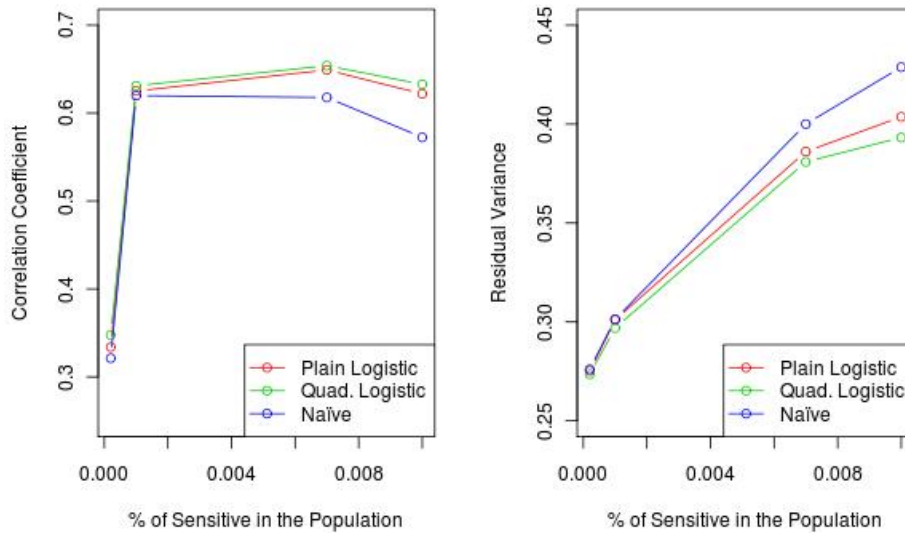 0.7
0.6
0.5
0.4
0.3
Correlation Coefficient
Plain Logistic
Quad. Logistic
Naïve
0.000
0.004
0.008
% of Sensitive in the Population
0.45
0.40
0.35
0.30
0.25
Residual Variance
Plain Logistic
Quad. Logistic
Naïve
0.000
0.004
0.008
% of Sensitive in the Population